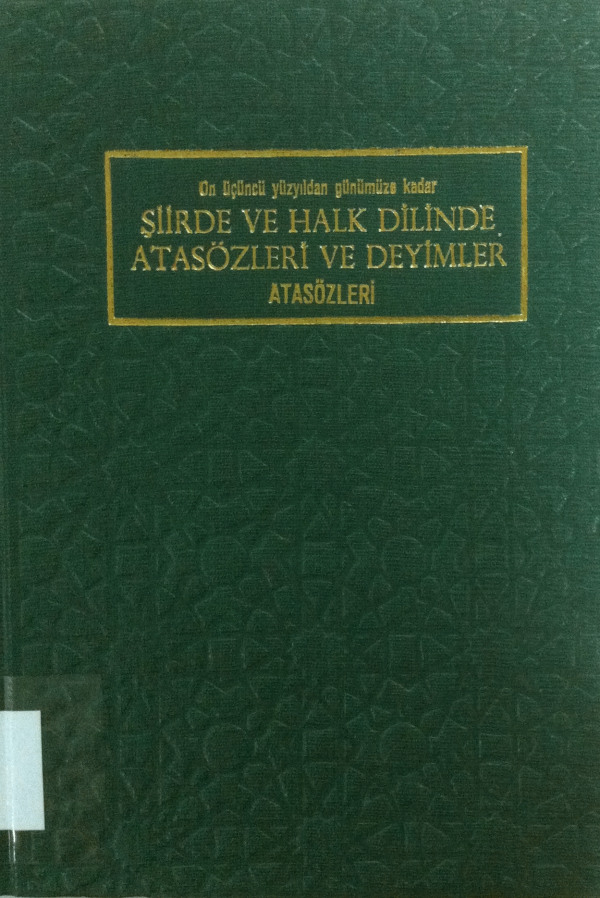 On üçüncü yüzyıldan günümüze kadar
ŞİİRDE VE HALK DİLİNDE
ATASÖZLERİ VE DEYİMLER
ATASÖZLERİ